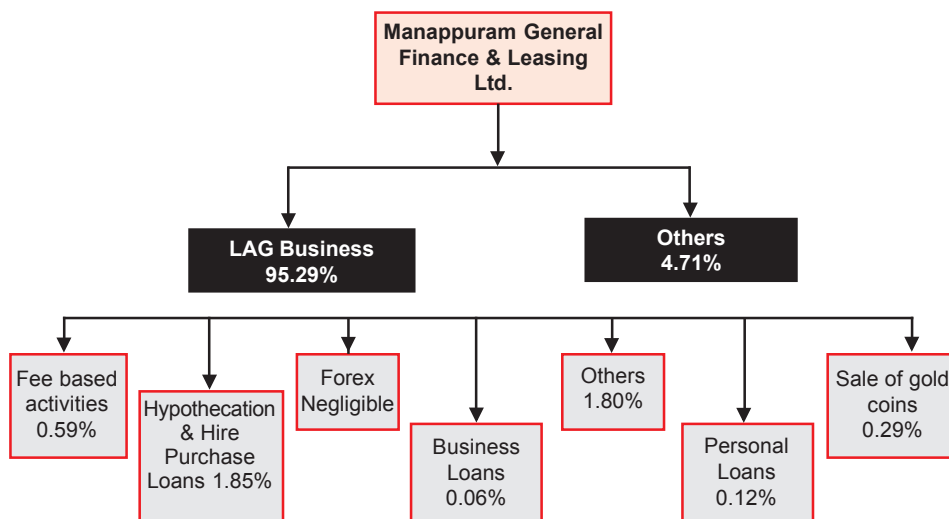 Manappuram General
Finance & Leasing
Ltd.
LAG Business
95.29%
Others
4.71%
Fee based
activities
0.59%
Hypothecation
& Hire
Purchase
Loans 1.85%
Forex
Negligible
Business
Loans
0.06%
Others
1.80%
Personal
Loans
0.12%
Sale of gold
coins
0.29%